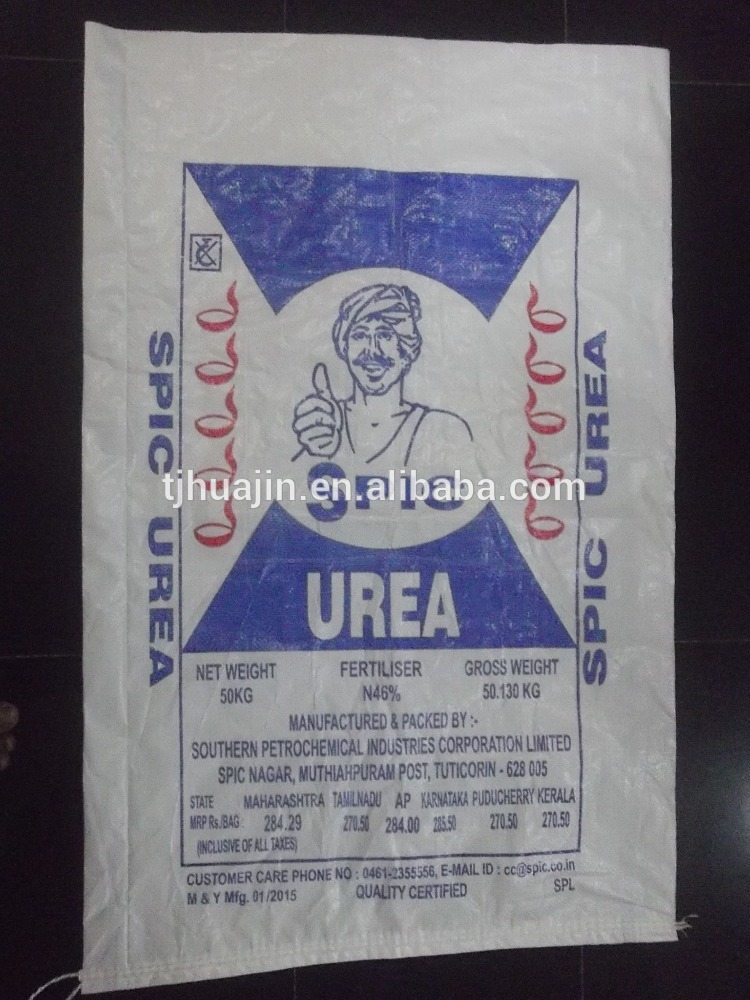 SPIC UREA
SPIC UREA
SPIC
tjhuajin.en.alibaba.com
UREA
NET WEIGHT FERTILISER GROSS WEIGHT
50KG N46% 50.130 KG
MANUFACTURED & PACKED BY :-
SOUTHERN PETROCHEMICAL INDUSTRIES CORPORATION LIMITED
SPIC NAGAR, MUTHIAHPURAM POST, TUTICORIN - 628 005
STATE MAHARASHTRA TAMILNADU AP KARNATAKA PUDUCHERRY KERALA
MRP Rs./BAG 284.29 270.50 284.00 285.50 270.50 270.50
(INCLUSIVE OF ALL TAXES)
CUSTOMER CARE PHONE NO : 0461-2355556, E-MAIL ID : cc@spic.co.in
M & Y Mfg. 01/2015 QUALITY CERTIFIED SPL